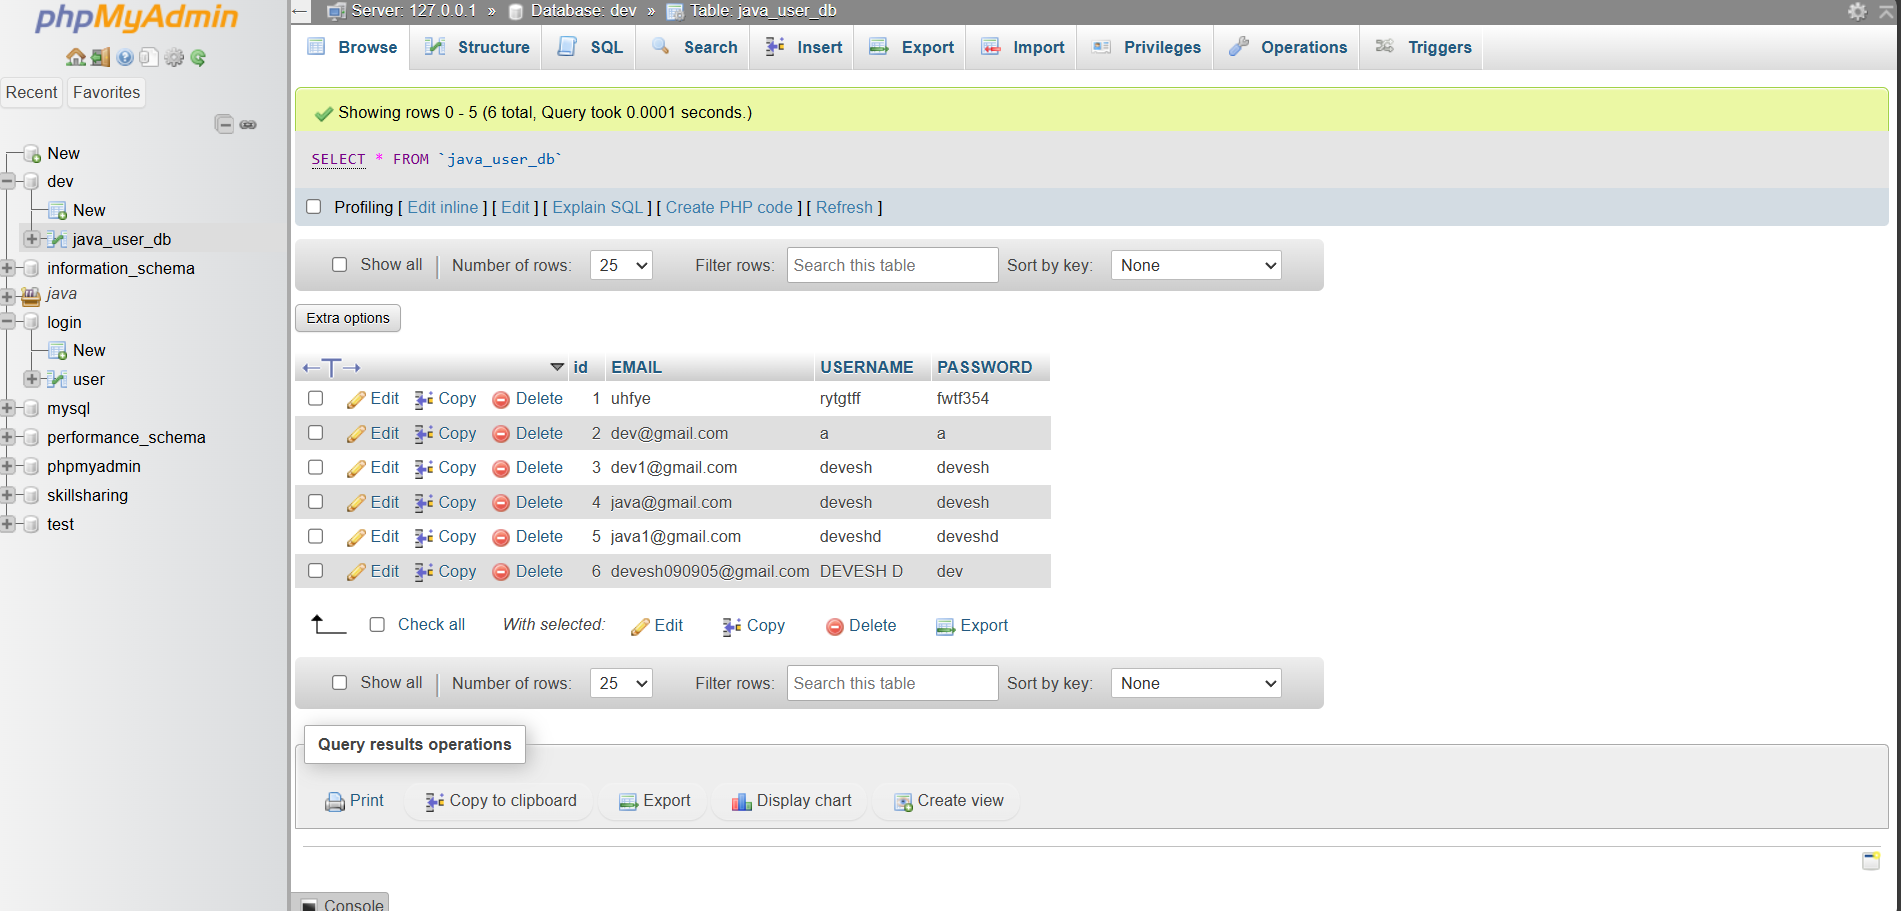 phpMyAdmin
Recent Favorites
New
dev
New
java_user_db
information_schema
java
login
New
user
mysql
performance_schema
phpmyadmin
skillsharing
test
← Server: 127.0.0.1 » Database: dev » Table: java_user_db
Browse Structure SQL Search Insert Export Import Privileges Operations Triggers
Showing rows 0 - 5 (6 total, Query took 0.0001 seconds.)
SELECT * FROM `java_user_db`
Profiling [ Edit inline ] [ Edit ] [ Explain SQL ] [ Create PHP code ] [ Refresh ]
Show all | Number of rows: 25 Filter rows: Search this table Sort by key: None
Extra options
←T→ id EMAIL USERNAME PASSWORD
Edit Copy Delete 1 uhfye rytgtff fwtf354
Edit Copy Delete 2 dev@gmail.com a a
Edit Copy Delete 3 dev1@gmail.com devesh devesh
Edit Copy Delete 4 java@gmail.com devesh devesh
Edit Copy Delete 5 java1@gmail.com deveshd deveshd
Edit Copy Delete 6 devesh090905@gmail.com DEVESH D dev
Check all With selected: Edit Copy Delete Export
Show all | Number of rows: 25 Filter rows: Search this table Sort by key: None
Query results operations
Print Copy to clipboard Export Display chart Create view
Console